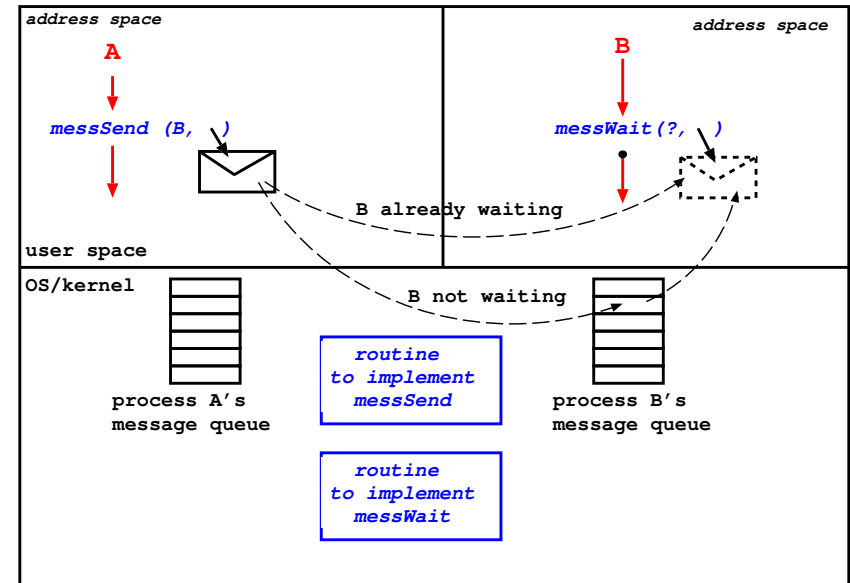 address space
address space
A
B
messSend (B, )
messWait(?, )
B already waiting
user space
OS/kernel
B not waiting
routine
to implement
messSend
process A's
message queue
process B's
message queue
routine
to implement
messWait